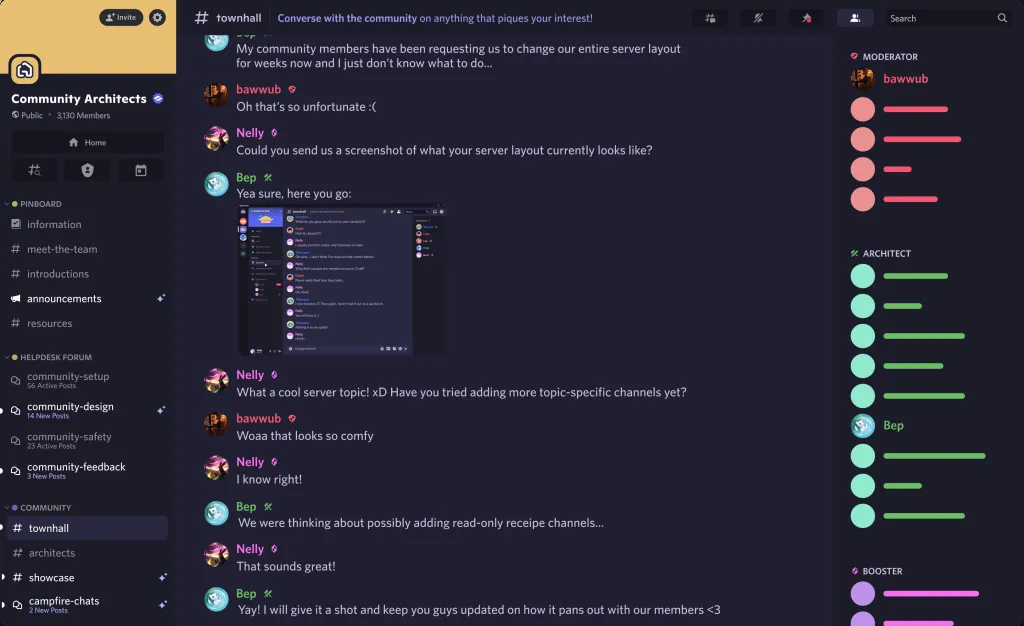 Invite
Community Architects
Public • 3,130 Members
Home
PINBOARD
information
meet-the-team
introductions
announcements
resources
HELPDESK FORUM
community-setup
56 Active Posts
community-design
14 New Posts
community-safety
23 Active Posts
community-feedback
3 New Posts
COMMUNITY
townhall
architects
showcase
campfire-chats
2 New Posts
# townhall Converse with the community on anything that piques your interest!
Search
Bep
My community members have been requesting us to change our entire server layout
for weeks now and I just don't know what to do...
bawwub
Oh that's so unfortunate :(
Nelly
Could you send us a screenshot of what your server layout currently looks like?
Bep
Yea sure, here you go:
townhall
Nelly
What a cool server topic! xD Have you tried adding more topic-specific channels yet?
bawwub
Woaa that looks so comfy
Nelly
I know right!
Bep
We were thinking about possibly adding read-only receipe channels...
Nelly
That sounds great!
Bep
Yay! I will give it a shot and keep you guys updated on how it pans out with our members <3
MODERATOR
bawwub
ARCHITECT
Bep
BOOSTER